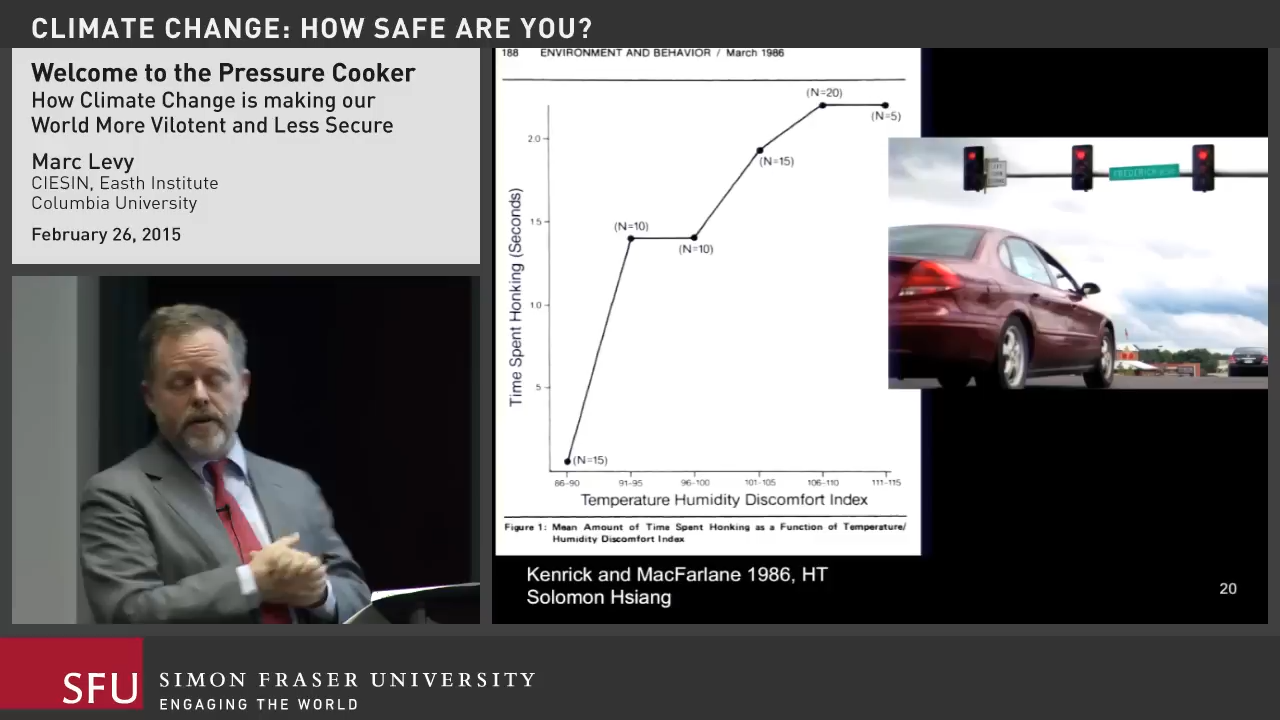 CLIMATE CHANGE: HOW SAFE ARE YOU?
Welcome to the Pressure Cooker
How Climate Change is making our
World More Vilotent and Less Secure
Marc Levy
CIESIN, Easth Institute
Columbia University
February 26, 2015
188 ENVIRONMENT AND BEHAVIOR / March 1986
Time Spent Honking (Seconds)
2.0
1.5
1.0
5
(N=15)
(N=10)
(N=10)
(N=15)
(N=20)
(N=5)
86-90 91-95 96-100 101-105 106-110 111-115
Temperature Humidity Discomfort Index
Figure 1: Mean Amount of Time Spent Honking as a Function of Temperature/
Humidity Discomfort Index
FREDERICK
Kenrick and MacFarlane 1986, HT
Solomon Hsiang
20
SFU
SIMON FRASER UNIVERSITY
ENGAGING THE WORLD